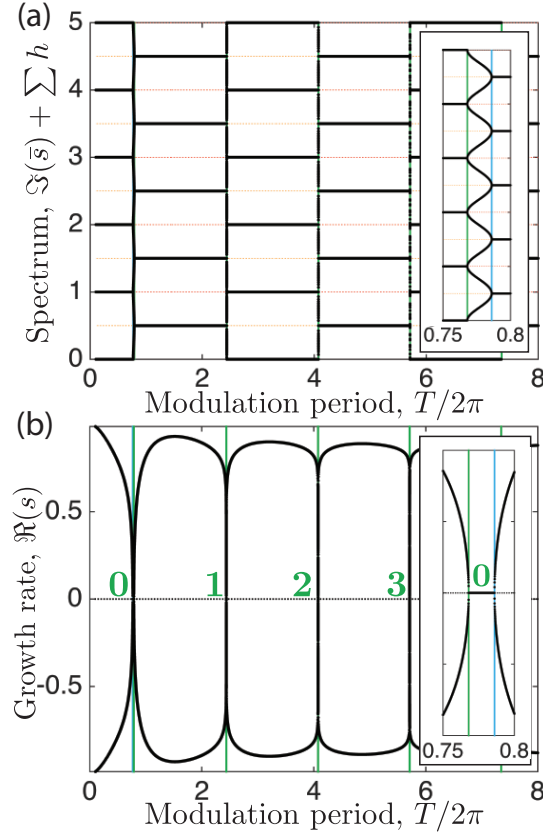 (a)
Spectrum, ℑ(s̄) + ∑ h
5
4
3
2
1
0
0.75 0.8
0 2 4 6 8
Modulation period, T/2π
(b)
Growth rate, ℜ(s)
0.5
0
-0.5
0 1 2 3
0
0.75 0.8
0 2 4 6 8
Modulation period, T/2π